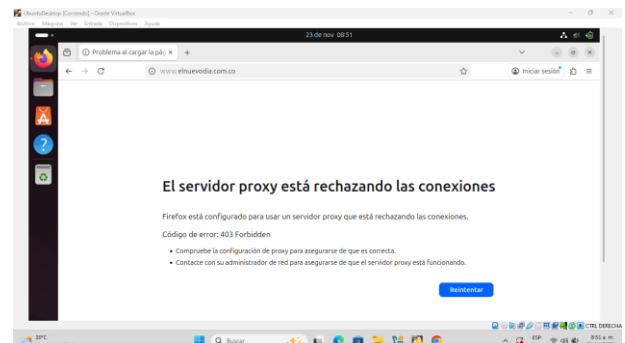 UbuntuDesktop [Corriendo] - Oracle VirtualBox
Archivo Máquina Ver Entrada Dispositivos Ayuda
23 de nov 08:51
Problema al cargar la pág
www.elnuevodia.com.co
Iniciar sesión
El servidor proxy está rechazando las conexiones
Firefox está configurado para usar un servidor proxy que está rechazando las conexiones.
Código de error: 403 Forbidden
• Compruebe la configuración de proxy para asegurarse de que es correcta.
• Contacte con su administrador de red para asegurarse de que el servidor proxy está funcionando.
Reintentar
CTRL DERECHA
22°C
Buscar
ESP
8:51 a. m.